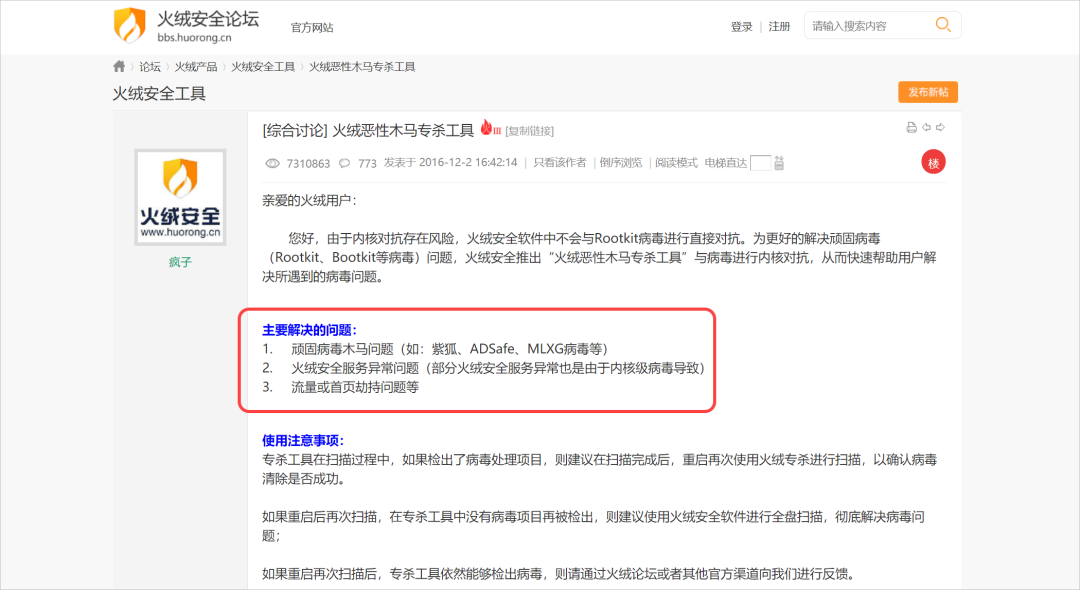 火绒安全论坛
bbs.huorong.cn
官方网站
登录 | 注册
请输入搜索内容
论坛 › 火绒产品 › 火绒安全工具 › 火绒恶性木马专杀工具
火绒安全工具
发布新帖
火绒安全
www.huorong.cn
疯子
[综合讨论] 火绒恶性木马专杀工具 III [复制链接]
7310863 773 发表于 2016-12-2 16:42:14 | 只看该作者 | 倒序浏览 | 阅读模式 电梯直达
楼
亲爱的火绒用户：
您好，由于内核对抗存在风险，火绒安全软件中不会与Rootkit病毒进行直接对抗。为更好的解决顽固病毒
（Rootkit、Bootkit等病毒）问题，火绒安全推出“火绒恶性木马专杀工具”与病毒进行内核对抗，从而快速帮助用户解
决所遇到的病毒问题。
主要解决的问题：
1. 顽固病毒木马问题（如：紫狐、ADSafe、MLXG病毒等）
2. 火绒安全服务异常问题（部分火绒安全服务异常也是由于内核级病毒导致）
3. 流量或首页劫持问题等
使用注意事项：
专杀工具在扫描过程中，如果检出了病毒处理项目，则建议在扫描完成后，重启再次使用火绒专杀进行扫描，以确认病毒
清除是否成功。
如果重启后再次扫描，在专杀工具中没有病毒项目再被检出，则建议使用火绒安全软件进行全盘扫描，彻底解决病毒问
题；
如果重启再次扫描后，专杀工具依然能够检出病毒，则请通过火绒论坛或者其他官方渠道向我们进行反馈。